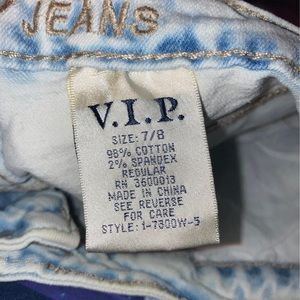 JEANS
V.I.P.
SIZE: 7/8
98% COTTON
2% SPANDEX
REGULAR
RN 3600013
MADE IN CHINA
SEE REVERSE
FOR CARE
STYLE: 1-7300W-5